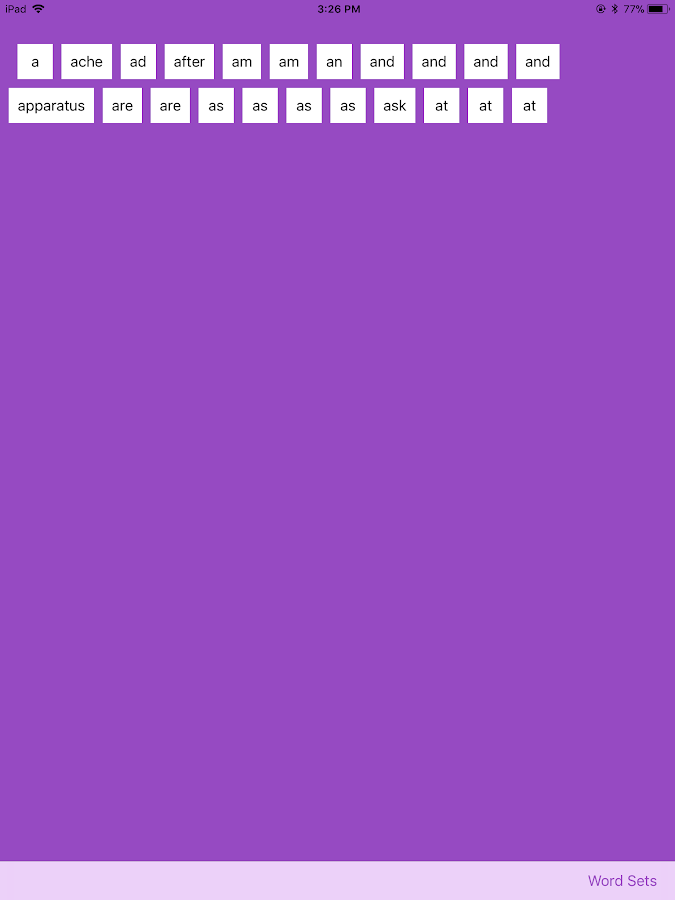 iPad 3:26 PM 77%
a ache ad after am am an and and and and
apparatus are are as as as as ask at at at
Word Sets